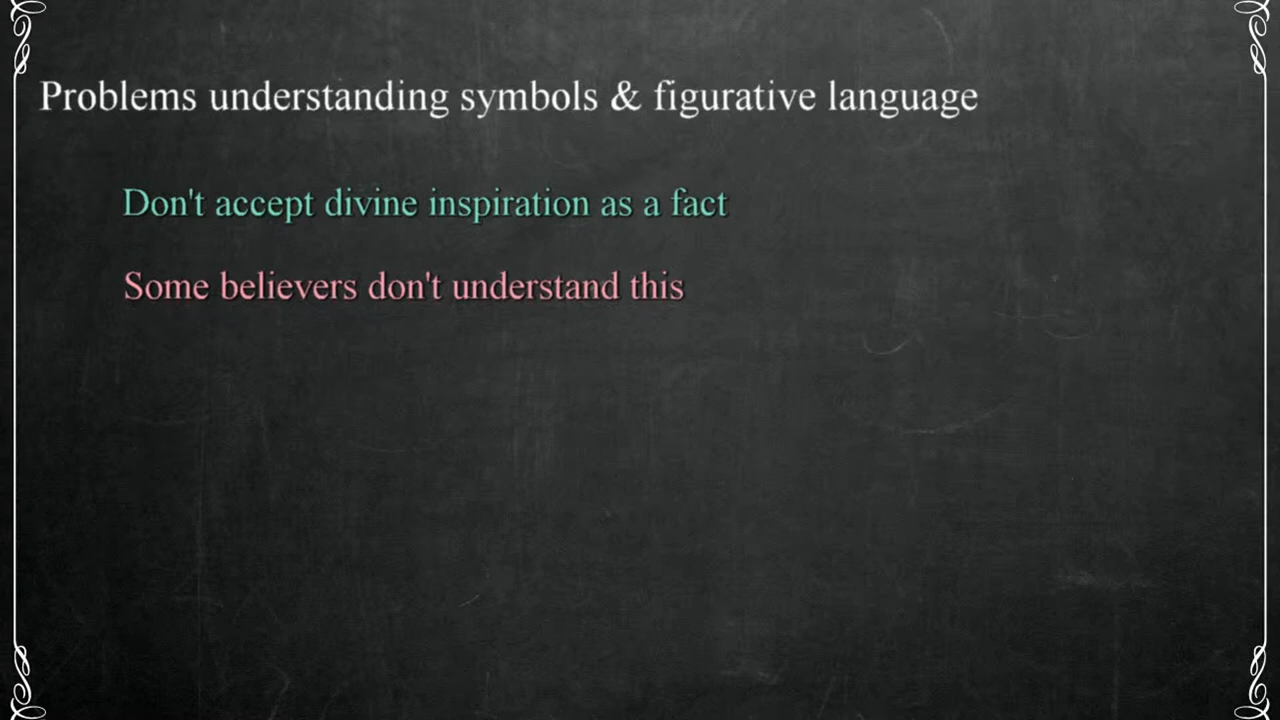 Problems understanding symbols & figurative language
Don't accept divine inspiration as a fact
Some believers don't understand this